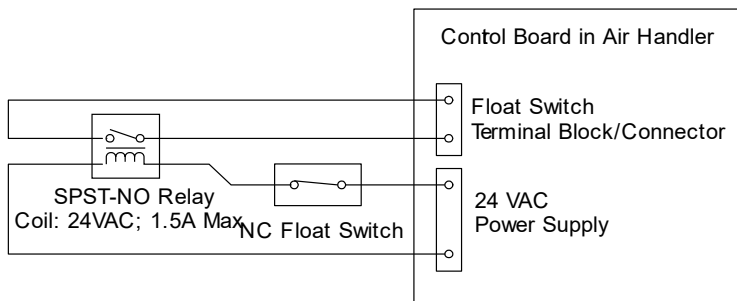 Contol Board in Air Handler
Float Switch
Terminal Block/Connector
SPST-NO Relay
Coil: 24VAC; 1.5A Max
NC Float Switch
24 VAC
Power Supply